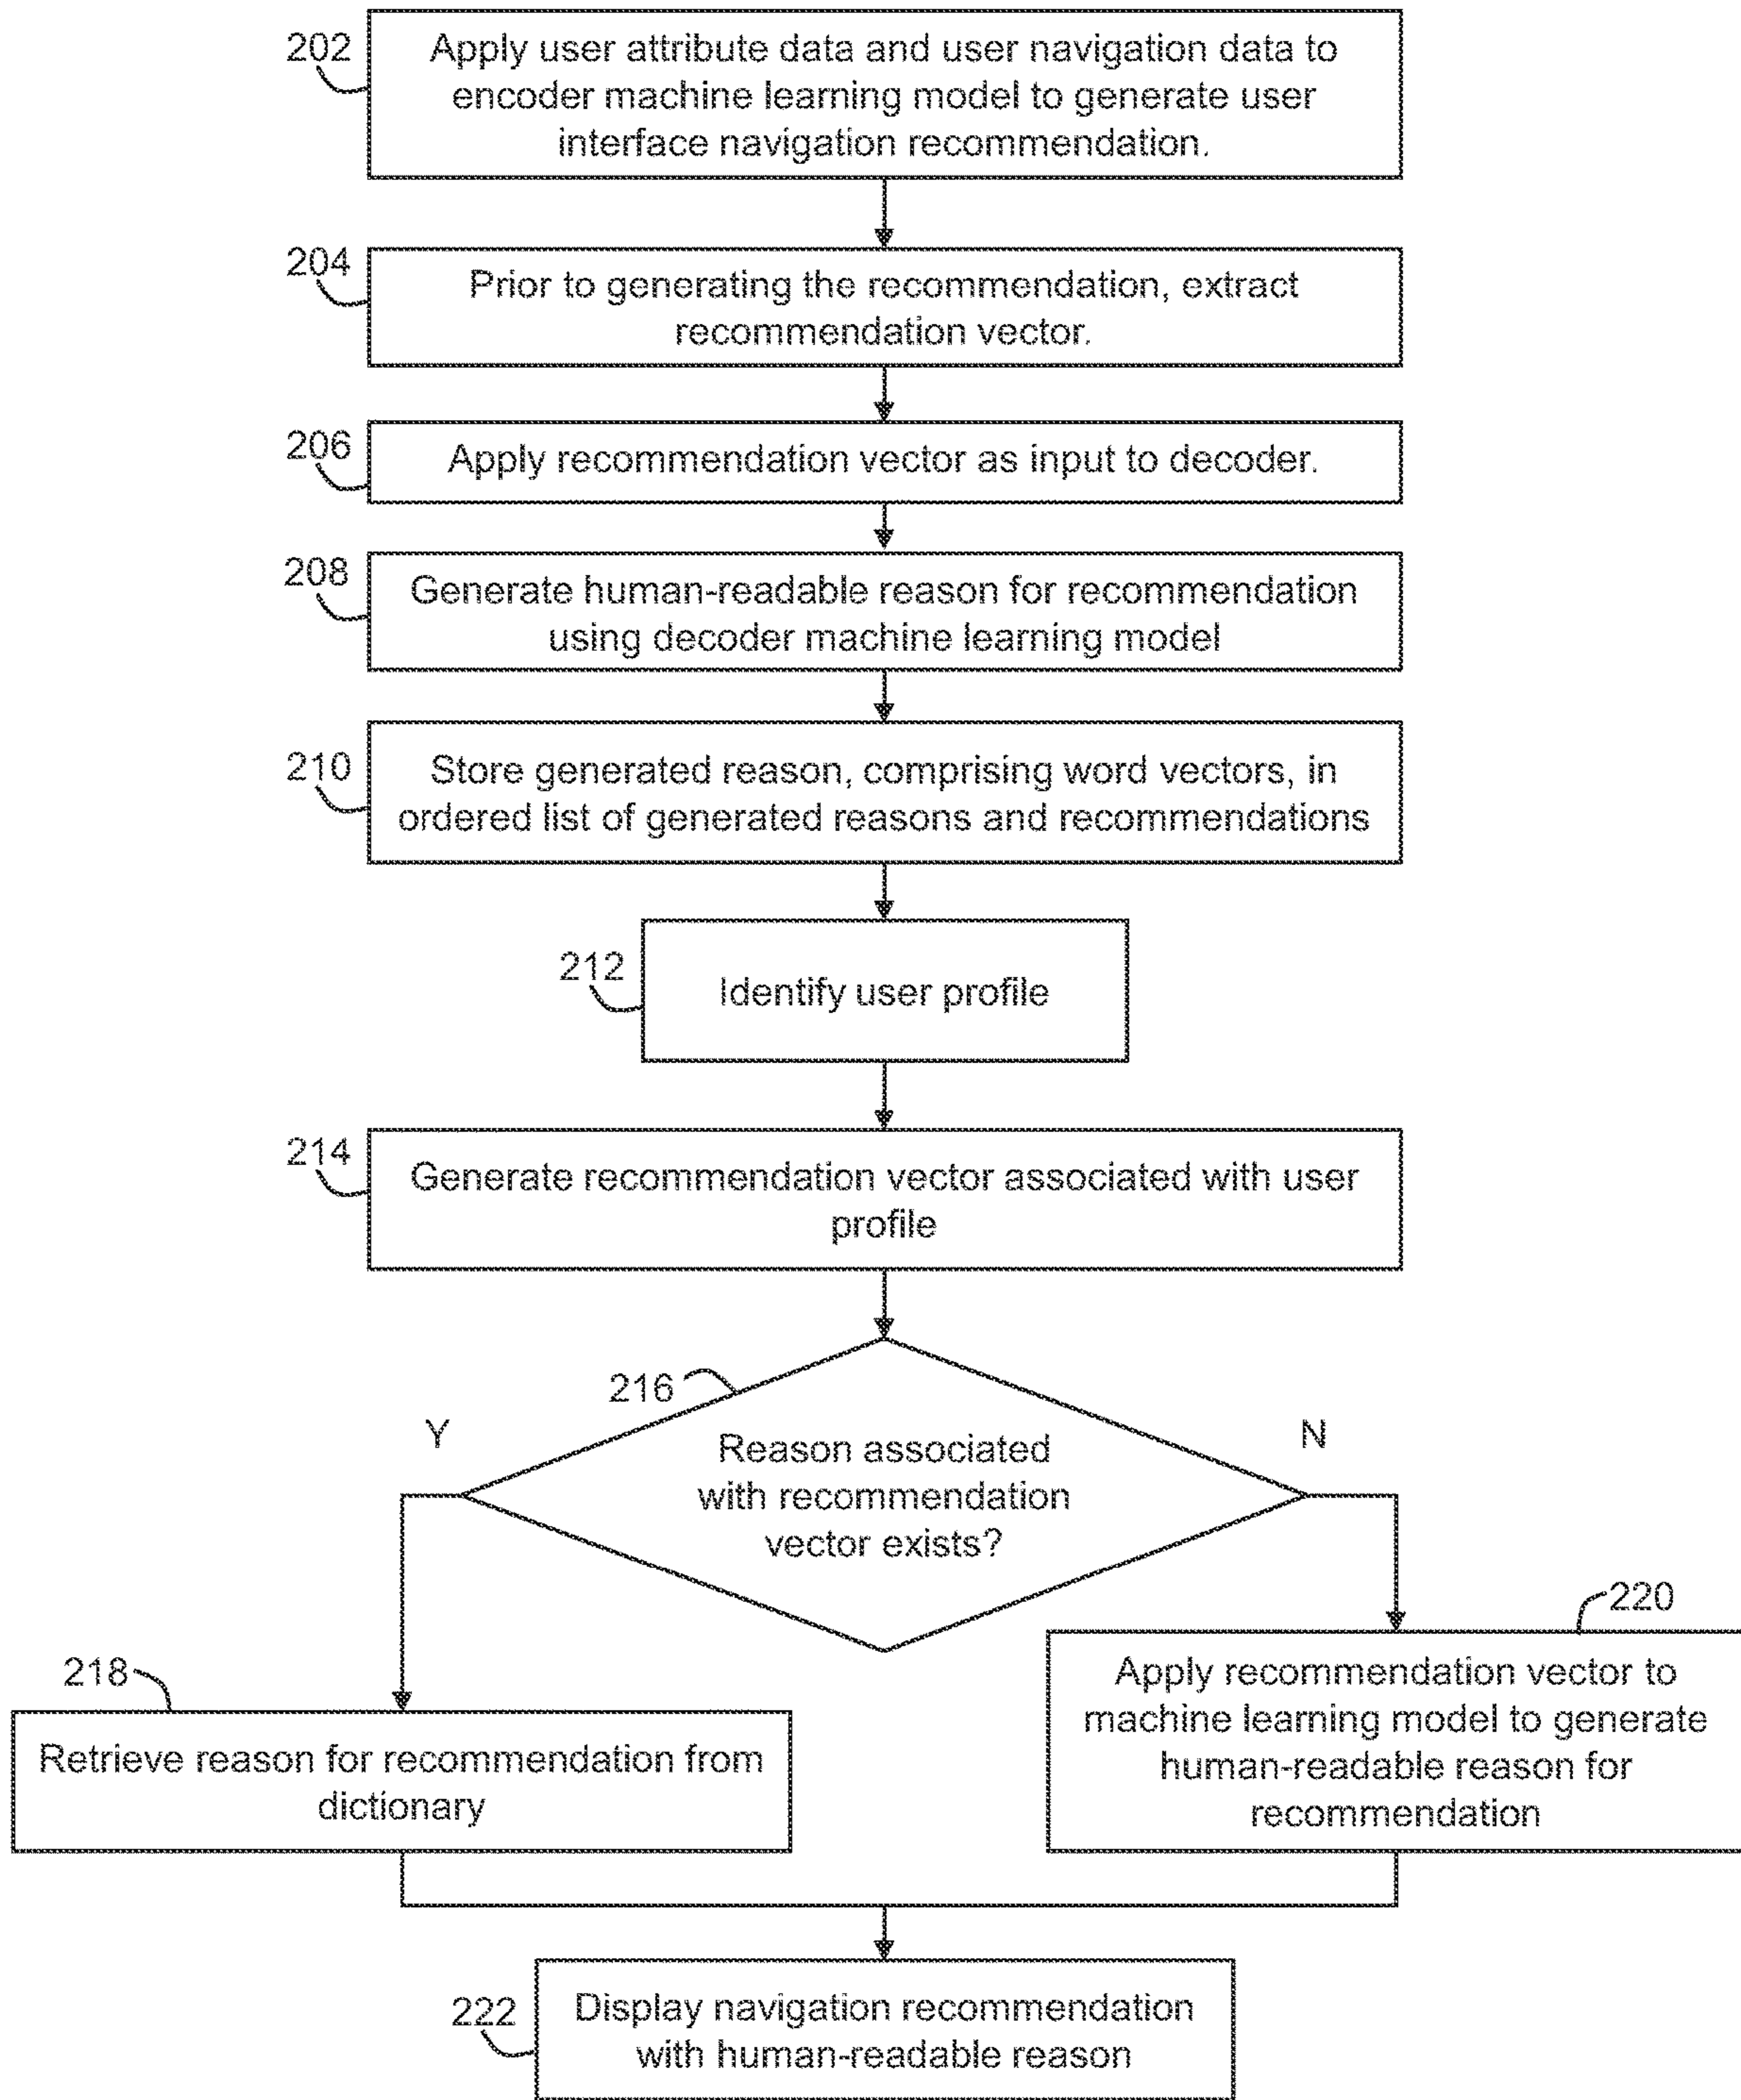 202
Apply user attribute data and user navigation data to
encoder machine learning model to generate user
interface navigation recommendation.
204
Prior to generating the recommendation, extract
recommendation vector.
206
Apply recommendation vector as input to decoder.
208
Generate human-readable reason for recommendation
using decoder machine learning model
210
Store generated reason, comprising word vectors, in
ordered list of generated reasons and recommendations
212
Identify user profile
214
Generate recommendation vector associated with user
profile
216
Y
N
Reason associated
with recommendation
vector exists?
218
Retrieve reason for recommendation from
dictionary
220
Apply recommendation vector to
machine learning model to generate
human-readable reason for
recommendation
222
Display navigation recommendation
with human-readable reason